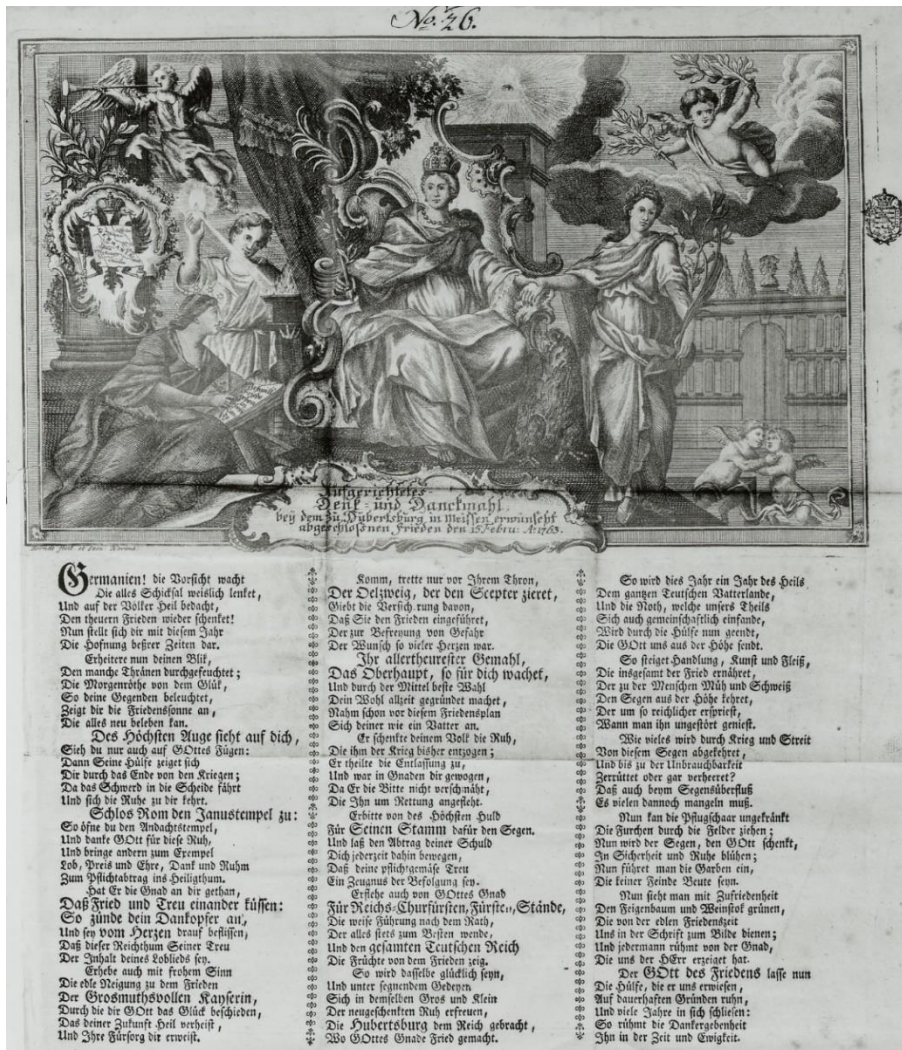 No. 26.
Aufgerichtetes
Denk- und Danckmahl,
bey dem zu Hubertsburg in Meissen erwünscht
abgeschloßenen Frieden den 15 Febru. A. 1763.
Germanien! die Vorsicht wacht
Die alles Schicksal weislich lenket,
Und auf der Völker Heil bedacht,
Den theuern Frieden wieder schenket!
Nun stellt sich dir mit diesem Jahr
Die Hofnung beßrer Zeiten dar.
Erheitere nun deinen Blik,
Den manche Thränen durchgefeuchtet;
Die Morgenröthe von dem Glük,
So deine Gegenden beleuchtet,
Zeigt dir die Friedenssonne an,
Die alles neu beleben kan.
Des Höchsten Auge sieht auf dich,
Sieh du nur auch auf GOttes Fügen:
Dann Seine Hülfe zeiget sich
Dir durch das Ende von den Kriegen;
Da das Schwerd in die Scheide fährt
Und sich die Ruhe zu dir kehrt.
Schlos Rom den Janustempel zu:
So öfne du den Andachtstempel,
Und danke GOtt für diese Ruh,
Und bringe andern zum Exempel
Lob, Preis und Ehre, Dank und Ruhm
Zum Pflichtabtrag ins Heiligthum.
Hat Er die Gnad an dir gethan,
Daß Fried und Treu einander küssen:
So zünde dein Dankopfer an,
Und sey vom Herzen drauf beflissen,
Daß dieser Reichthum Seiner Treu
Der Inhalt deines Loblieds sey.
Erhebe auch mit frohem Sinn
Die edle Neigung zu dem Frieden
Der Grosmuthsvollen Kayserin,
Durch die dir GOtt das Glük beschieden,
Das deiner Zukunft Heil verheist,
Und Ihre Fürsorg dir erweist.
Komm, trette nur vor Ihrem Thron,
Der Oelzweig, der den Scepter zieret,
Giebt die Versich'rung davon,
Daß Sie den Frieden eingeführet,
Der zur Befreyung von Gefahr
Der Wunsch so vieler Herzen war.
Ihr allertheurester Gemahl,
Das Oberhaupt, so für dich wachet,
Und durch der Mittel beste Wahl
Dein Wohl allzeit gegründet machet,
Nahm schon vor diesem Friedensplan
Sich deiner wie ein Vatter an.
Er schenkte deinem Volk die Ruh,
Die ihm der Krieg bisher entzogen;
Er theilte die Entlassung zu,
Und war in Gnaden dir gewogen,
Da Er die Bitte nicht verschmäht,
Die Ihn um Rettung angefleht.
Erbitte von des Höchsten Huld
Für Seinen Stamm dafür den Segen.
Und laß den Abtrag deiner Schuld
Dich jederzeit dahin bewegen,
Daß deine pflichtgemäse Treu
Ein Zeugnus der Befolgung sey.
Erflehe auch von GOttes Gnad
Für Reichs-Churfürsten, Fürsten, Stände,
Die weise Führung nach dem Rath,
Der alles stets zum Besten wende,
Und den gesamten Teutschen Reich
Die Früchte von dem Frieden zeig.
So wird dasselbe glüklich seyn,
Und unter segnendem Gedeyen
Sich in demselben Gros und Klein
Der neugeschenkten Ruh erfreuen,
Die Hubertsburg dem Reich gebracht,
Wo GOttes Gnade Fried gemacht.
So wird dies Jahr ein Jahr des Heils
Dem ganzen Teutschen Vatterlande,
Und die Noth, welche unsers Theils
Sich auch gemeinschaftlich einfande,
Wird durch die Hülfe nun geendt,
Die GOtt uns aus der Höhe sendt.
So steiget Handlung, Kunst und Fleiß,
Die insgesamt der Fried ernähret,
Der zu der Menschen Müh und Schweiß
Den Segen aus der Höhe kehret,
Der um so reichlicher erspriest,
Wann man ihn ungestört geniest.
Wie vieles wird durch Krieg und Streit
Von diesem Segen abgekehret,
Und bis zu der Unbrauchbarkeit
Zerrüttet oder gar verheeret?
Daß auch beym Segensüberfluß
Es vielen dannoch mangeln muß.
Nun kan die Pflugschaar ungekränkt
Die Furchen durch die Felder ziehen;
Nun wird der Segen, den GOtt schenkt,
In Sicherheit und Ruhe blühen;
Nun führet man die Garben ein,
Die keiner Feinde Beute seyn.
Nun sieht man mit Zufriedenheit
Den Feigenbaum und Weinstok grünen,
Die von der edlen Friedenszeit
Uns in der Schrift zum Bilde dienen;
Und jedermann rühmt von der Gnad,
Die uns der HErr erzeiget hat.
Der GOtt des Friedens lasse nun
Die Hülfe, die er uns erwiesen,
Auf dauerhaften Gründen ruhn,
Und viele Jahre in sich schliesen:
So rühmt die Dankergebenheit
Ihn in der Zeit und Ewigkeit.